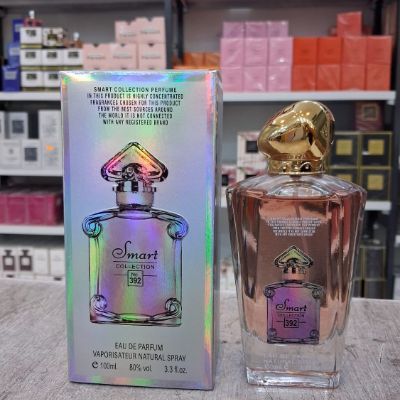 SMART COLLECTION PERFUME
IN THIS PRODUCT IS HIGHLY CONCENTRATED
FRAGRANCES CHOSEN FOR THIS PRODUCT
FROM THE BEST SOURCES AROUND
THE WORLD IT IS NOT CONNECTED
WITH ANY REGISTERED BRAND
Smart
COLLECTION
No
392
EAU DE PARFUM
VAPORISATEUR NATURAL SPRAY
e 100ml 80% vol. 3.3 fl.oz.
Smart
COLLECTION
392